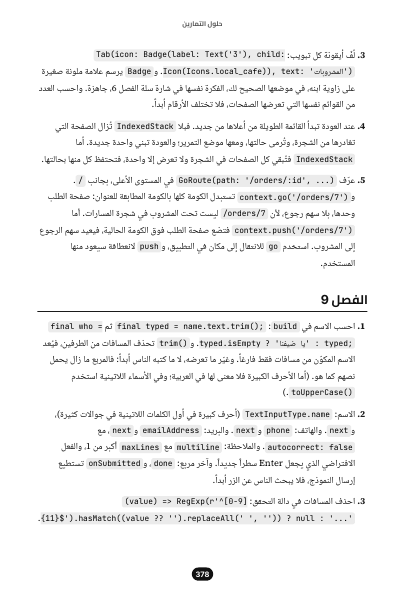 حلول التمارين
3. لُفّ أيقونة كل تبويب: Tab(icon: Badge(label: Text('3'), child:
Icon(Icons.local_cafe)), text: 'المشروبات'). و Badge يرسم علامة ملونة صغيرة
على زاوية ابنه، في موضعها الصحيح لك، الفكرة نفسها في شارة سلة الفصل 6، جاهزة. واحسب العدد
من القوائم نفسها التي تعرضها الصفحات، فلا تختلف الأرقام أبداً.
4. عند العودة تبدأ القائمة الطويلة من أعلاها من جديد. فبلا IndexedStack تُزال الصفحة التي
تغادرها من الشجرة، وتُرمى حالتها، ومعها موضع التمرير؛ والعودة تبني واحدة جديدة. أما
IndexedStack فتُبقي كل الصفحات في الشجرة ولا تعرض إلا واحدة، فتحتفظ كل منها بحالتها.
5. عرّف GoRoute(path: '/orders/:id', ...) في المستوى الأعلى، بجانب /.
و context.go('/orders/7') تستبدل الكومة كلها بالكومة المطابقة للعنوان: صفحة الطلب
وحدها، بلا سهم رجوع، لأن /orders/7 ليست تحت المشروب في شجرة المسارات. أما
context.push('/orders/7') فتضع صفحة الطلب فوق الكومة الحالية، فيعيد سهم الرجوع
إلى المشروب. استخدم go للانتقال إلى مكان في التطبيق، و push لانعطافة سيعود منها
المستخدم.
الفصل 9
1. احسب الاسم في build: final typed = name.text.trim(); ثم final who =
typed.isEmpty ? 'يا ضيفنا' : typed;. و trim() تحذف المسافات من الطرفين، فيُعد
الاسم المكوّن من مسافات فقط فارغاً. وغيّر ما تعرضه، لا ما كتبه الناس أبداً: فالمربع ما زال يحمل
نصهم كما هو. (أما الأحرف الكبيرة فلا معنى لها في العربية؛ وفي الأسماء اللاتينية استخدم
toUpperCase().)
2. الاسم: TextInputType.name (أحرف كبيرة في أول الكلمات اللاتينية في جوالات كثيرة)،
و next. والهاتف: phone و next. والبريد: emailAddress و next، مع
autocorrect: false. والملاحظة: multiline مع maxLines أكبر من 1، والفعل
الافتراضي الذي يجعل Enter سطراً جديداً. وآخر مربع: done، و onSubmitted تستطيع
إرسال النموذج، فلا يبحث الناس عن الزر أبداً.
3. احذف المسافات في دالة التحقق: (value) => RegExp(r'^[0-9]
{11}$').hasMatch((value ?? '').replaceAll(' ', '')) ? null : '...'.
378